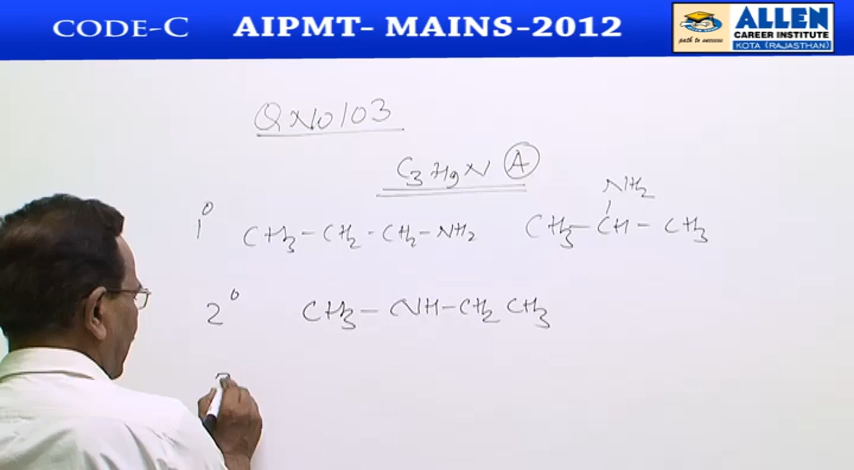 CODE-C AIPMT- MAINS-2012
ALLEN
CAREER INSTITUTE
KOTA (RAJASTHAN)
path to success
Q No 103
C3H9N A
NH2
1° CH3-CH2-CH2-NH2 CH3-CH-CH3
2° CH3-NH-CH2CH3